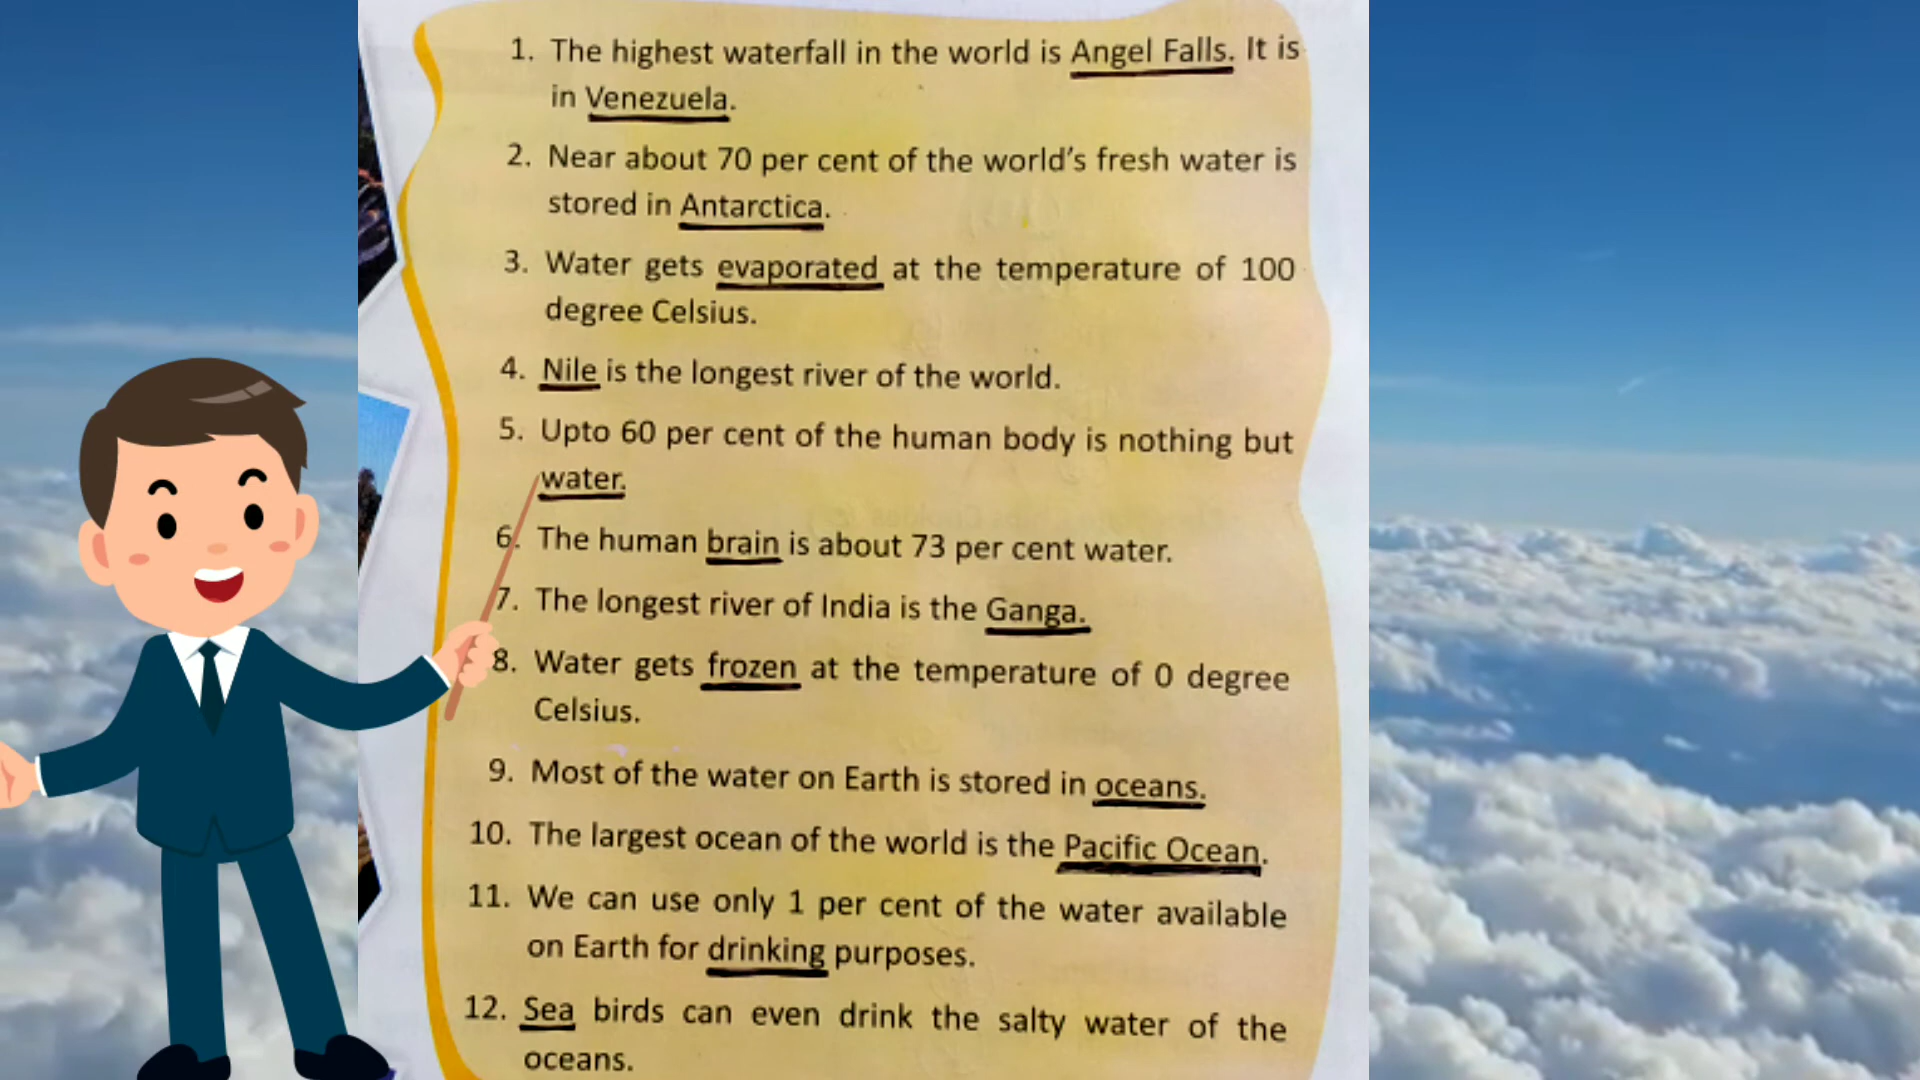 1. The highest waterfall in the world is Angel Falls. It is
in Venezuela.
2. Near about 70 per cent of the world's fresh water is
stored in Antarctica.
3. Water gets evaporated at the temperature of 100
degree Celsius.
4. Nile is the longest river of the world.
5. Upto 60 per cent of the human body is nothing but
water.
6. The human brain is about 73 per cent water.
7. The longest river of India is the Ganga.
8. Water gets frozen at the temperature of 0 degree
Celsius.
9. Most of the water on Earth is stored in oceans.
10. The largest ocean of the world is the Pacific Ocean.
11. We can use only 1 per cent of the water available
on Earth for drinking purposes.
12. Sea birds can even drink the salty water of the
oceans.